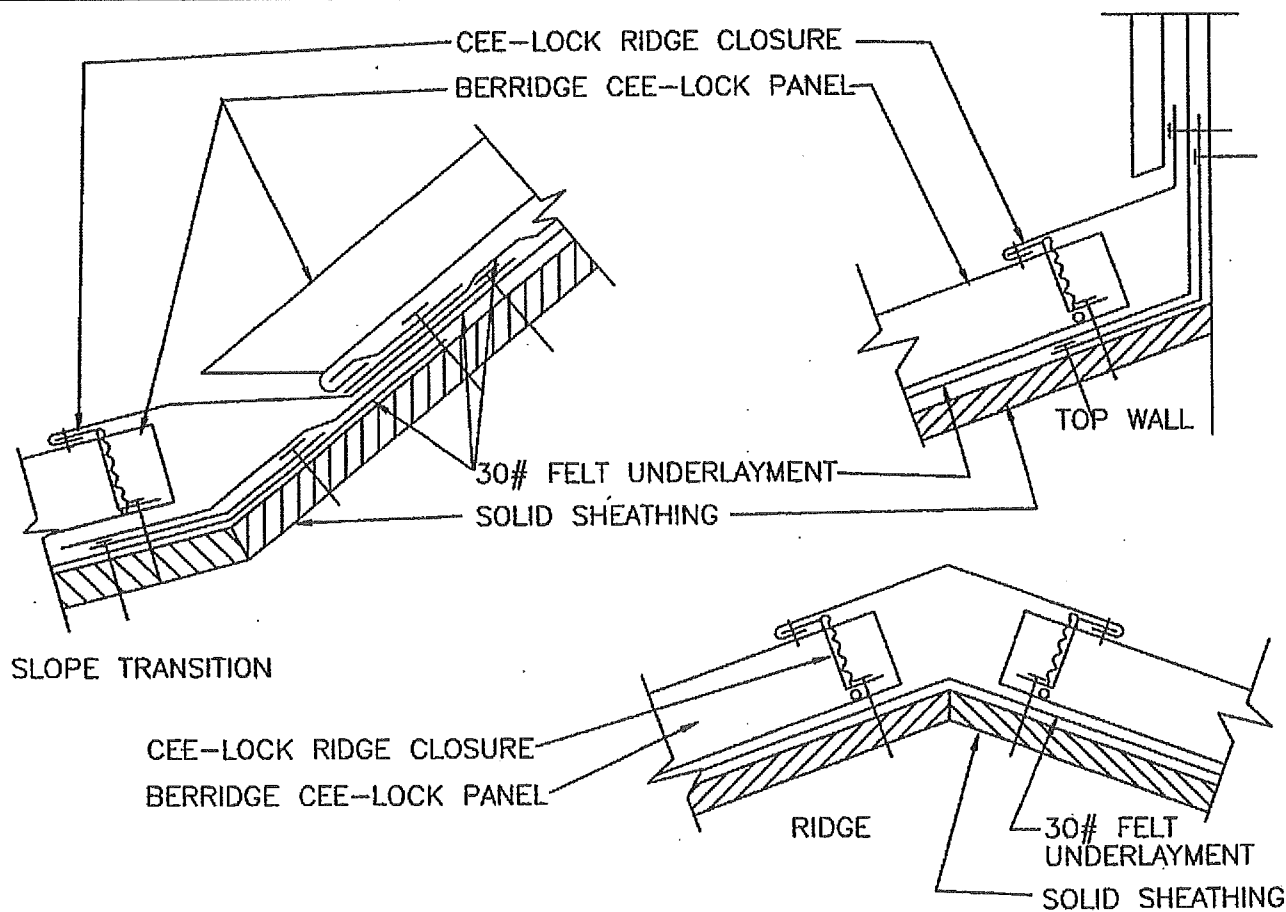 CEE-LOCK RIDGE CLOSURE
BERRIDGE CEE-LOCK PANEL
TOP WALL
30# FELT UNDERLAYMENT
SOLID SHEATHING
SLOPE TRANSITION
CEE-LOCK RIDGE CLOSURE
BERRIDGE CEE-LOCK PANEL
RIDGE
30# FELT
UNDERLAYMENT
SOLID SHEATHING